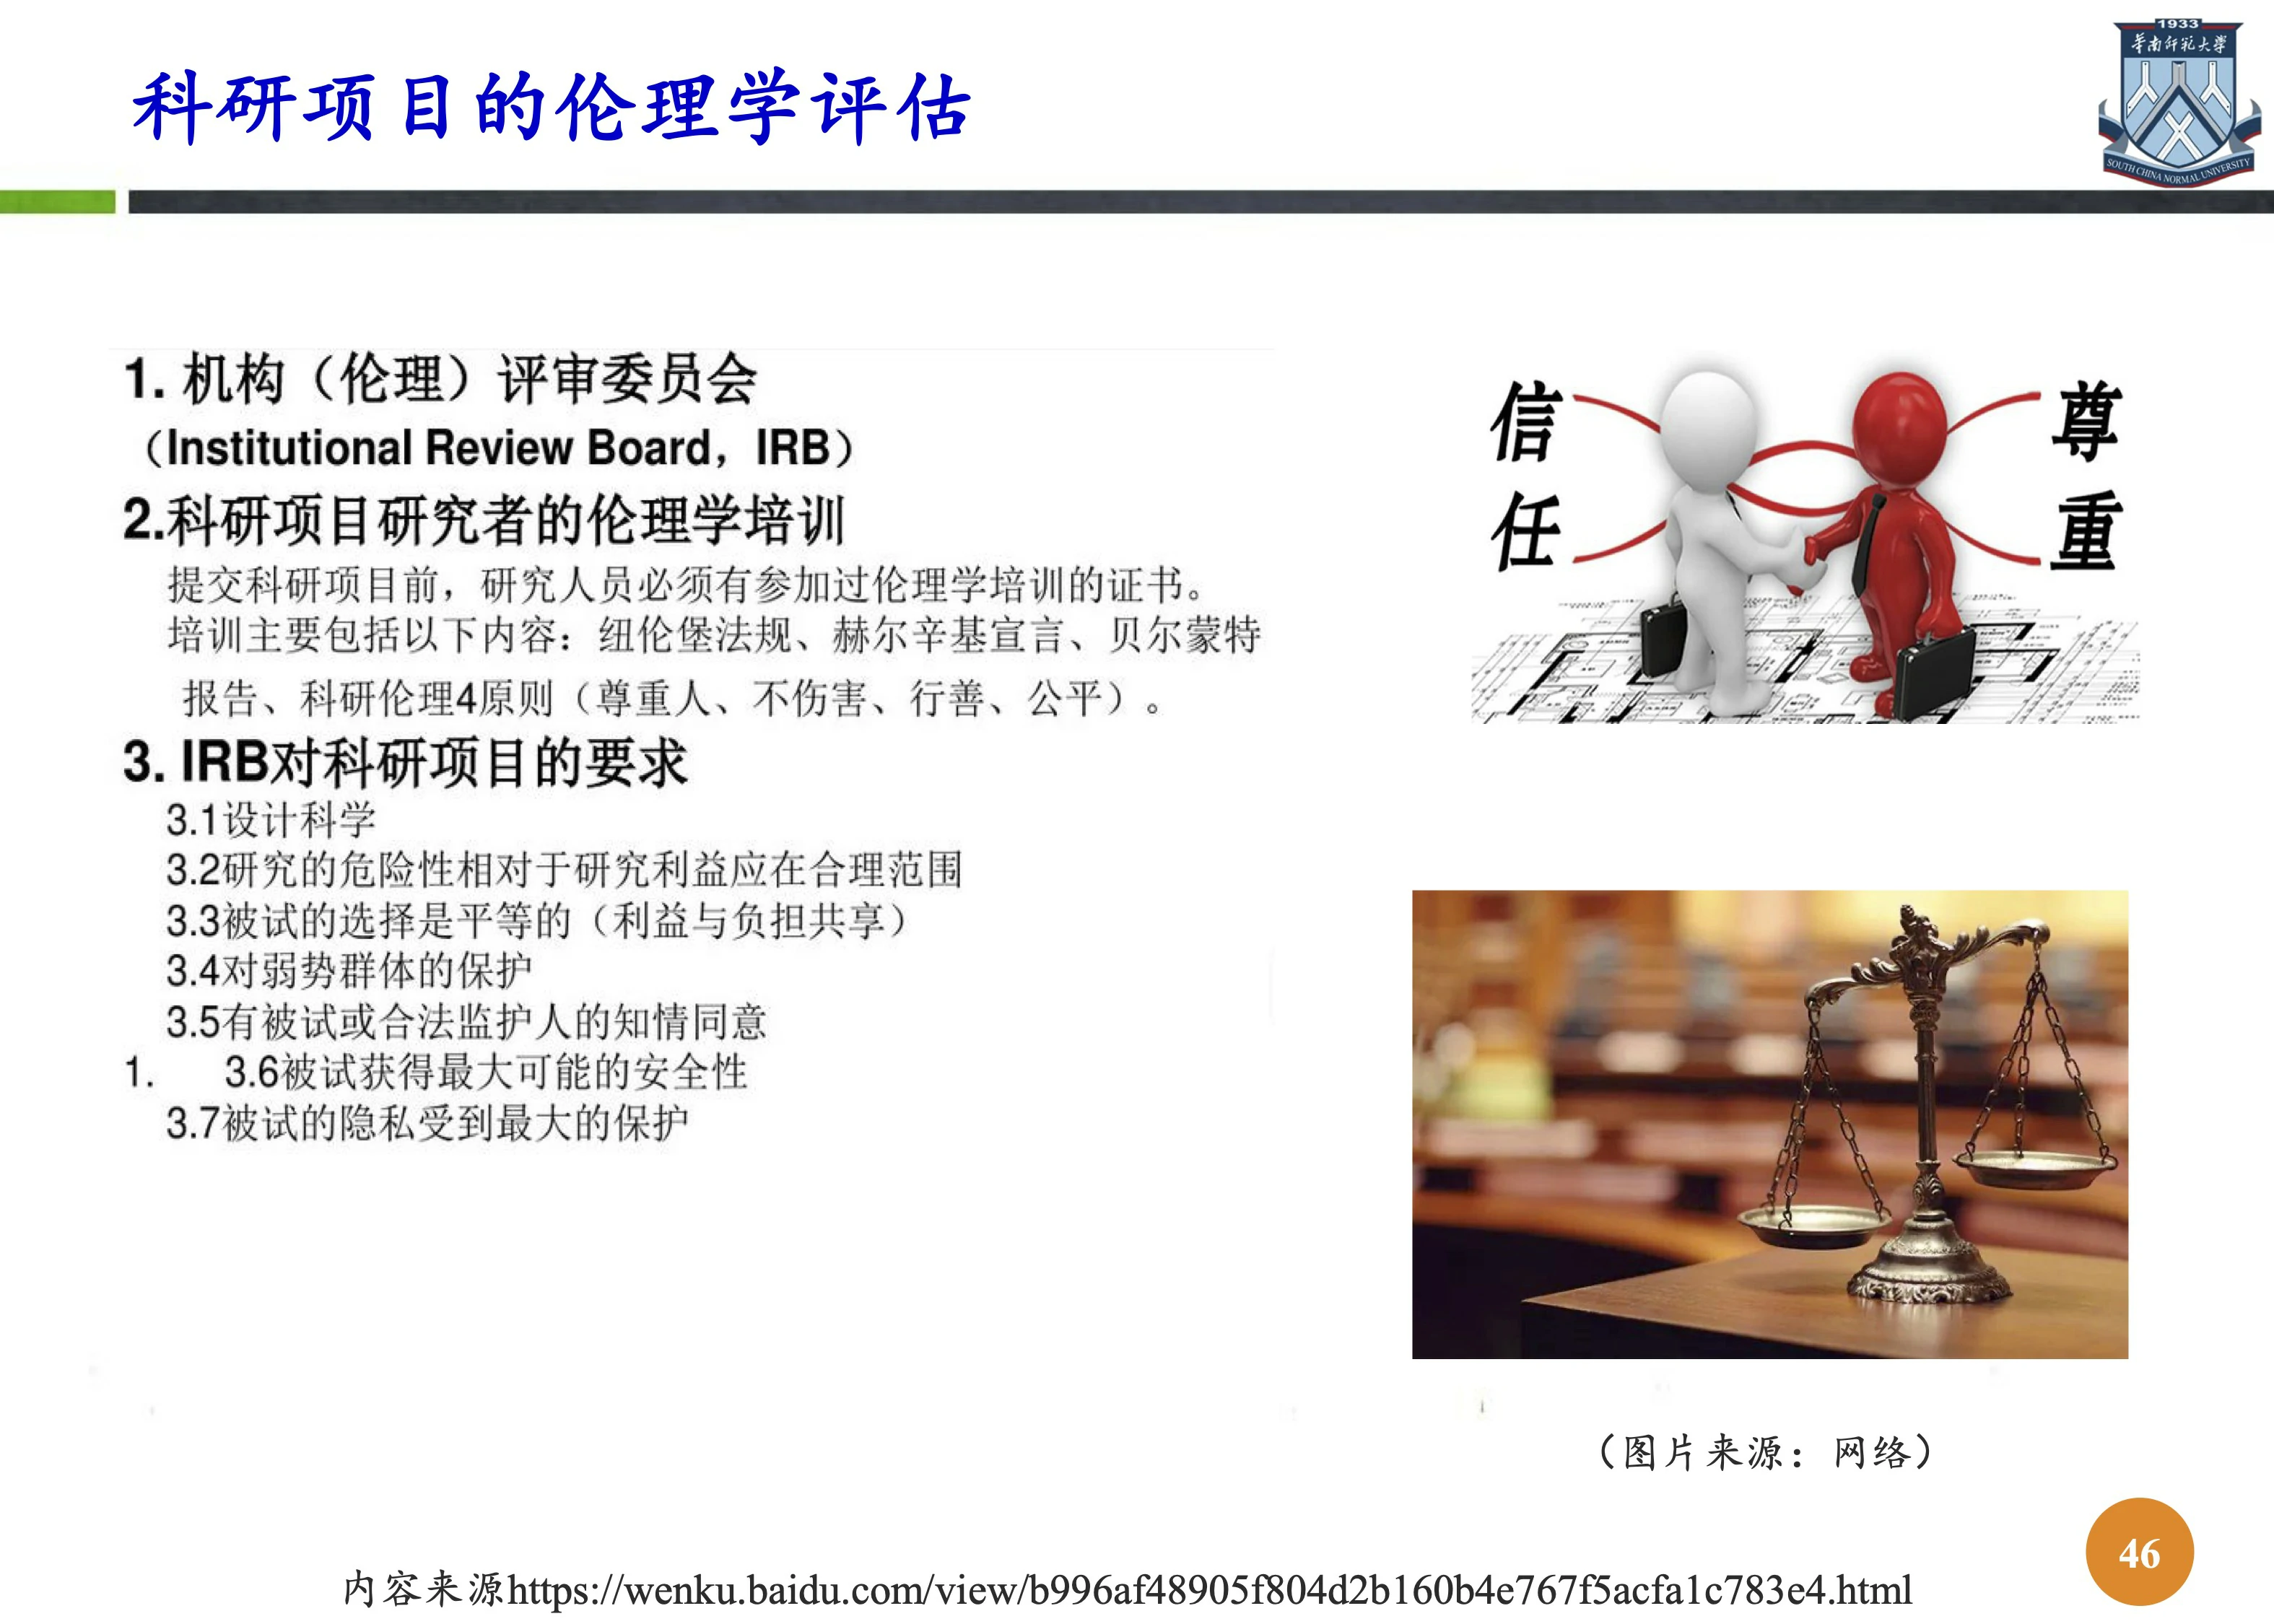 科研项目的伦理学评估
1933
华南师范大学
SOUTH CHINA NORMAL UNIVERSITY
1. 机构（伦理）评审委员会
（Institutional Review Board，IRB）
2.科研项目研究者的伦理学培训
提交科研项目前，研究人员必须有参加过伦理学培训的证书。
培训主要包括以下内容：纽伦堡法规、赫尔辛基宣言、贝尔蒙特
报告、科研伦理4原则（尊重人、不伤害、行善、公平）。
3. IRB对科研项目的要求
3.1设计科学
3.2研究的危险性相对于研究利益应在合理范围
3.3被试的选择是平等的（利益与负担共享）
3.4对弱势群体的保护
3.5有被试或合法监护人的知情同意
1. 3.6被试获得最大可能的安全性
3.7被试的隐私受到最大的保护
信任
尊重
（图片来源：网络）
46
内容来源https://wenku.baidu.com/view/b996af48905f804d2b160b4e767f5acfa1c783e4.html